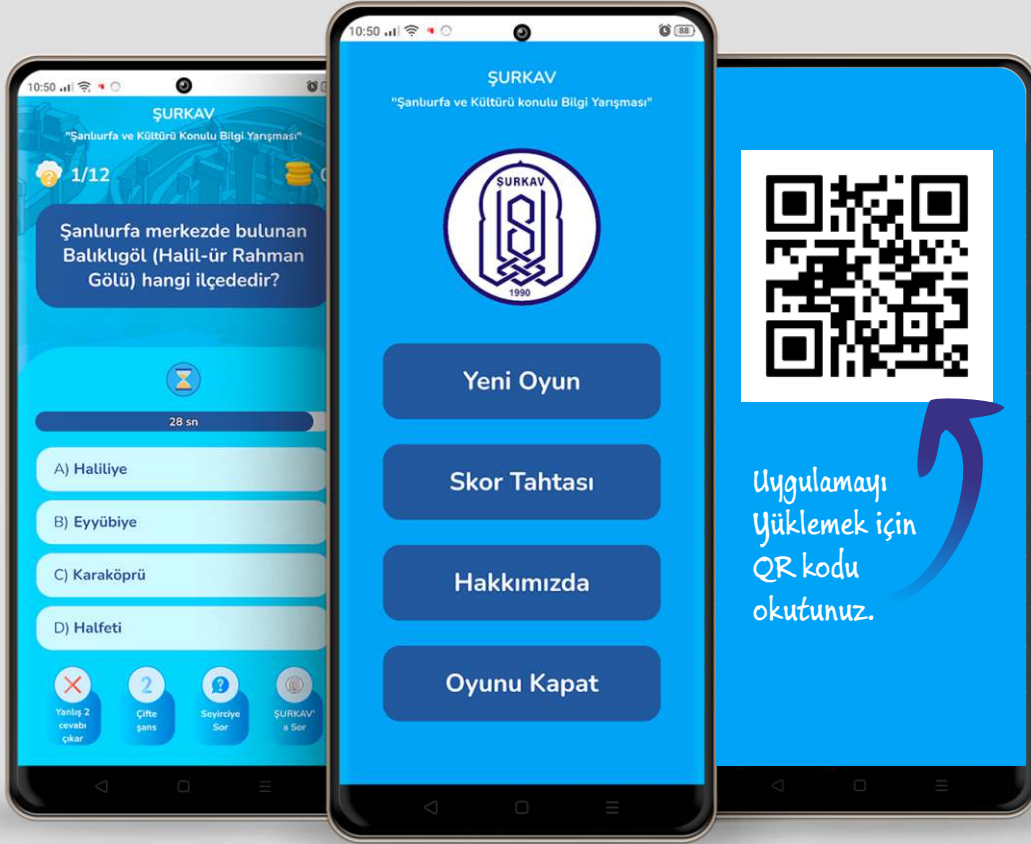 10:50
ŞURKAV
"Şanlıurfa ve Kültürü Konulu Bilgi Yarışması"
1/12
Şanlıurfa merkezde bulunan
Balıklıgöl (Halil-ür Rahman
Gölü) hangi ilçededir?
28 sn
A) Haliliye
B) Eyyübiye
C) Karaköprü
D) Halfeti
Yanlış 2
cevabı
çıkar
2
Çifte
şans
Seyirciye
Sor
ŞURKAV'
a Sor
10:50
88
ŞURKAV
"Şanlıurfa ve Kültürü konulu Bilgi Yarışması"
ŞURKAV
1990
Yeni Oyun
Skor Tahtası
Hakkımızda
Oyunu Kapat
Uygulamayı
Yüklemek için
QR kodu
okutunuz.